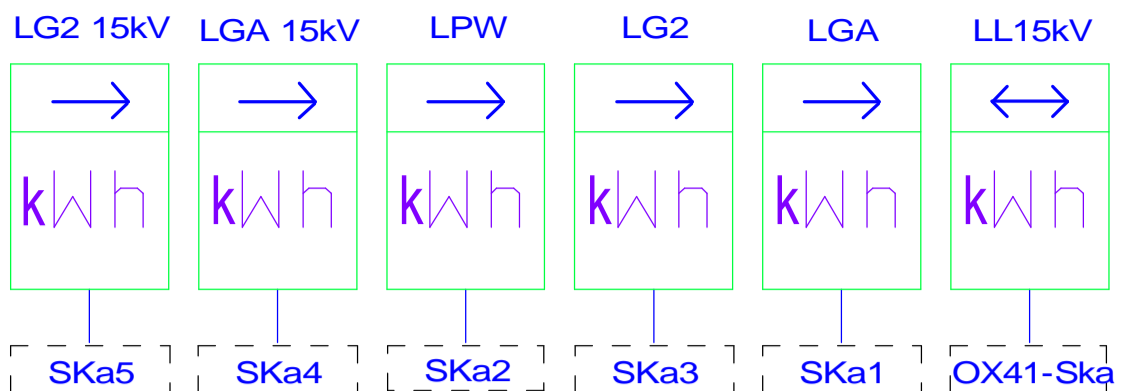 LG2 15kV
LGA 15kV
LPW
LG2
LGA
LL15kV
kWh
kWh
kWh
kWh
kWh
kWh
SKa5
SKa4
SKa2
SKa3
SKa1
OX41-Ska